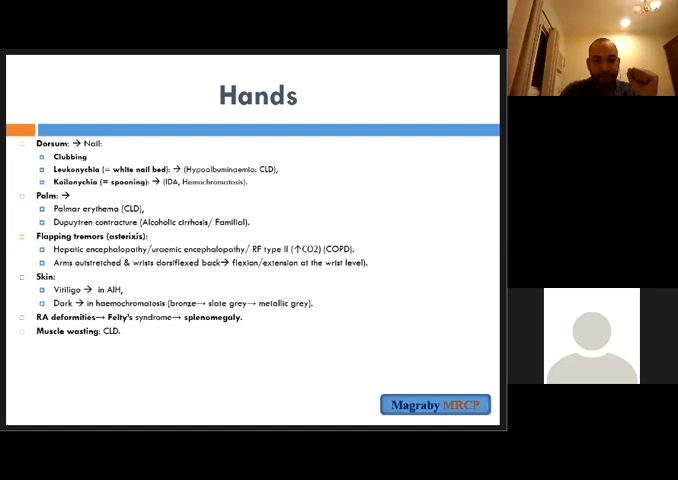 Hands
Dorsum: → Nail:
Clubbing
Leukonychia (= white nail bed): → (Hypoalbuminaemia: CLD),
Koilonychia (= spooning): → (IDA, Hemochromatosis).
Palm: →
Palmar erythema (CLD),
Dupuytren contracture (Alcoholic cirrhosis/ Familial).
Flapping tremors (asterixis):
Hepatic encephalopathy/uraemic encephalopathy/ RF type II (↑CO2) (COPD).
Arms outstretched & wrists dorsiflexed back→ flexion/extension at the wrist level).
Skin:
Vitiligo → in AIH,
Dark → in haemochromatosis (bronze→ slate grey→ metallic grey).
RA deformities→ Felty's syndrome→ splenomegaly.
Muscle wasting: CLD.
Magraby MRCP